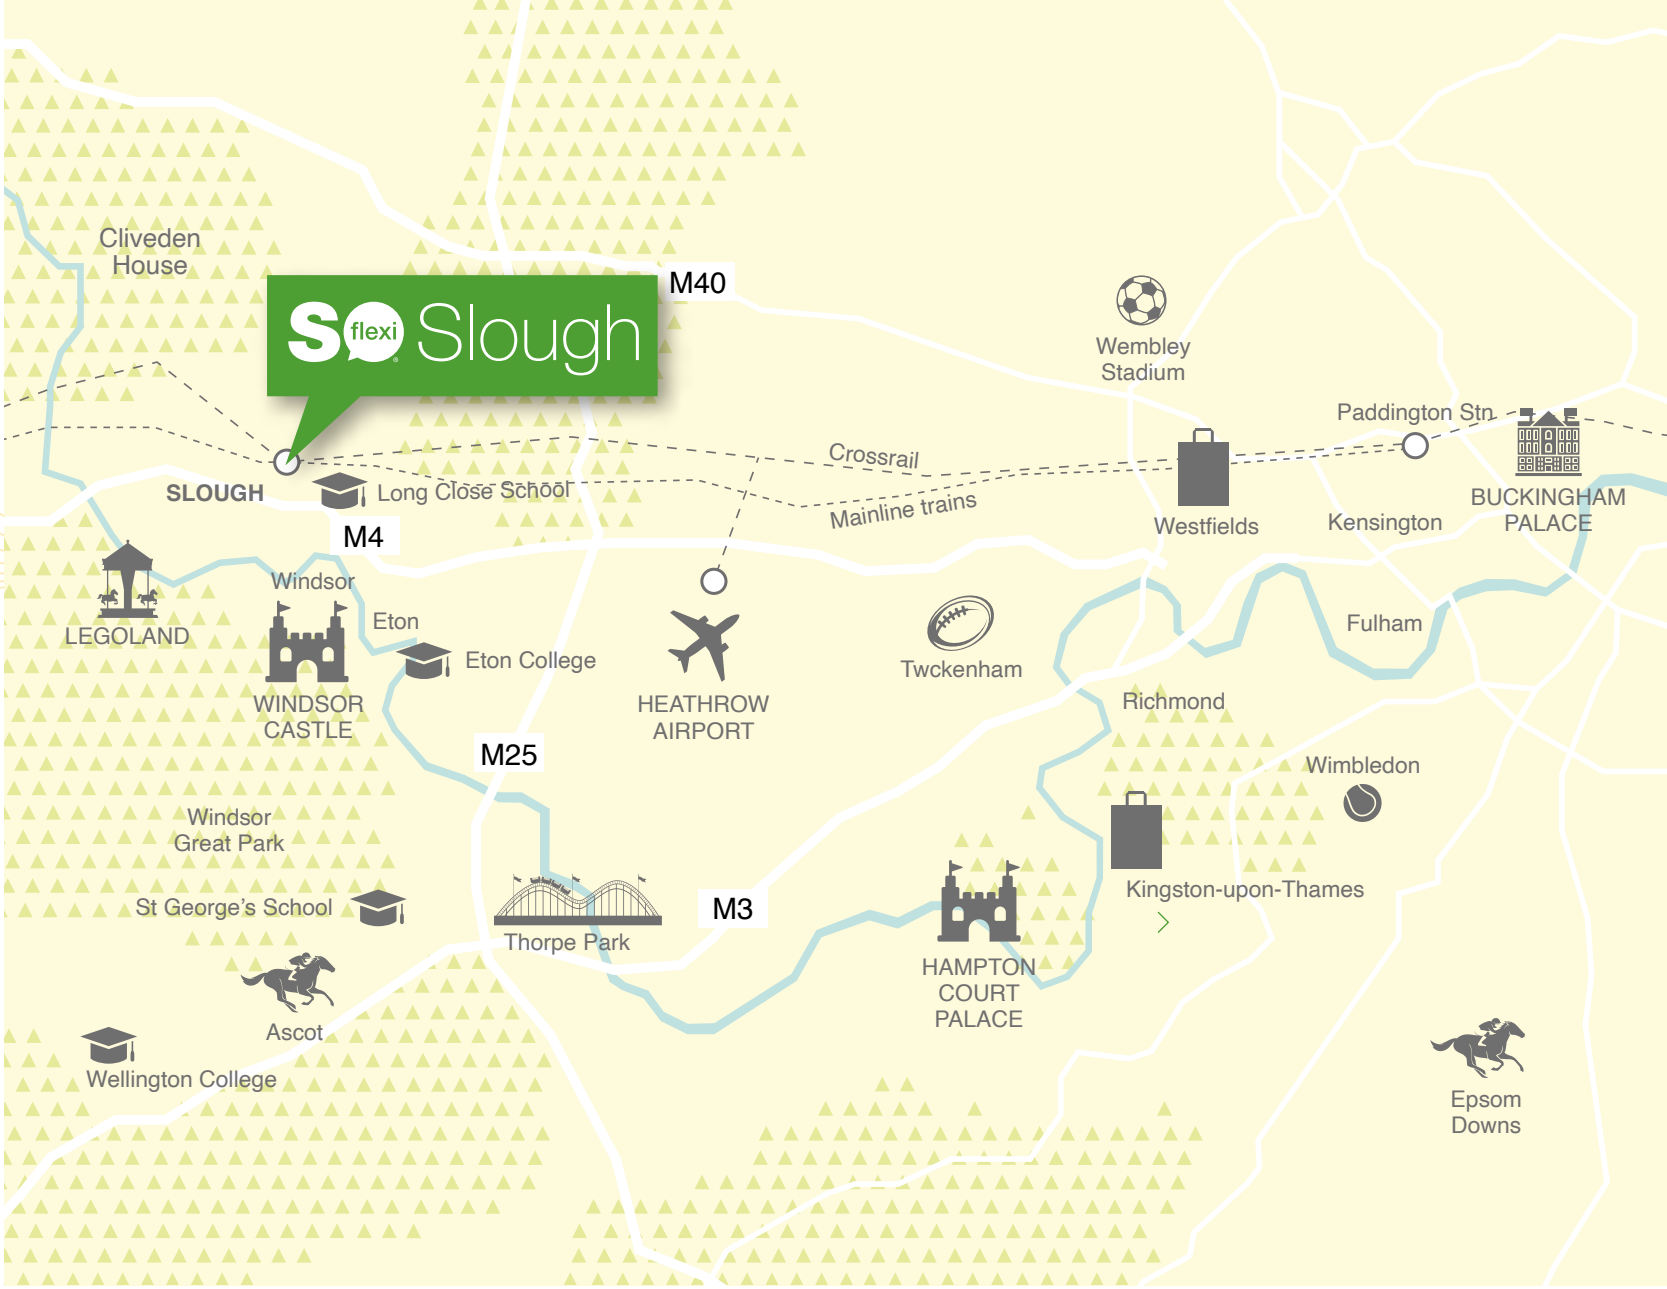 Cliveden
House
M40
so flexi Slough
Wembley
Stadium
Paddington Stn
Crossrail
SLOUGH
Long Close School
Mainline trains
BUCKINGHAM
PALACE
Westfields
Kensington
M4
Windsor
LEGOLAND
Eton
Fulham
Eton College
Twckenham
WINDSOR
CASTLE
HEATHROW
AIRPORT
Richmond
M25
Wimbledon
Windsor
Great Park
Kingston-upon-Thames
St George's School
M3
Thorpe Park
HAMPTON
COURT
PALACE
Ascot
Wellington College
Epsom
Downs